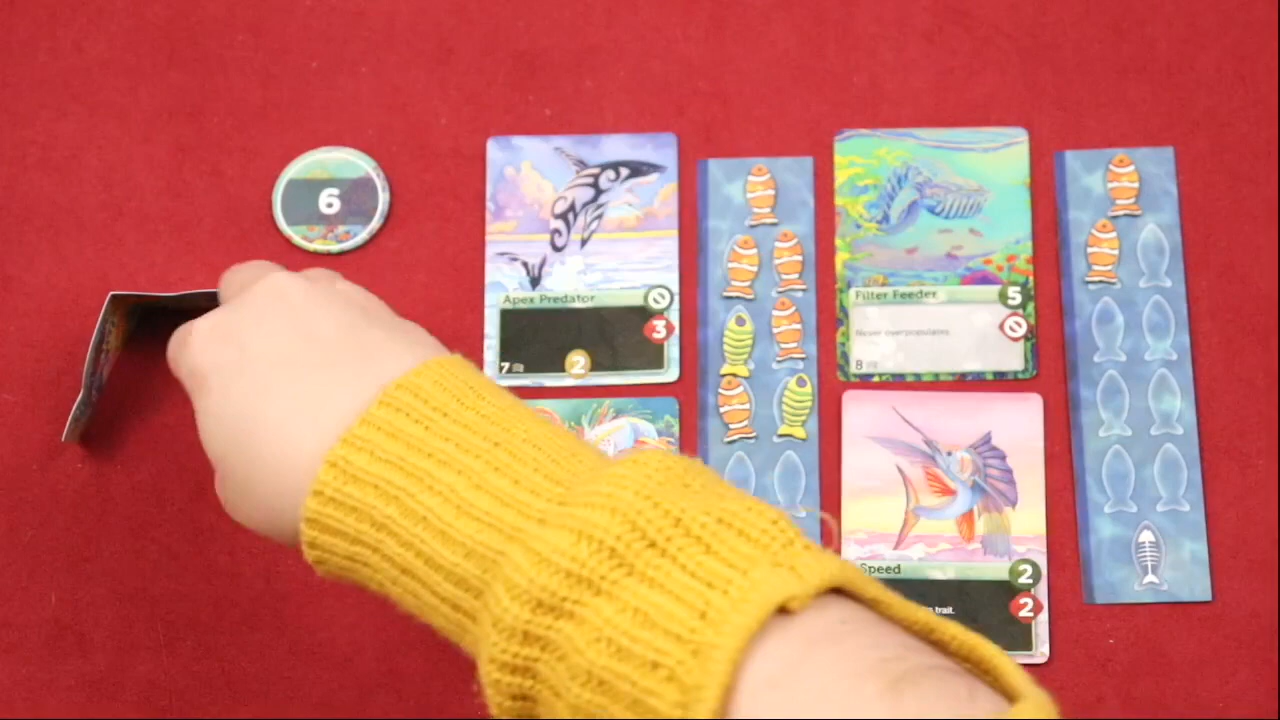 6
Apex Predator
3
7
2
Filter Feeder
5
Never overpopulates.
8
Speed
2
2
trait.